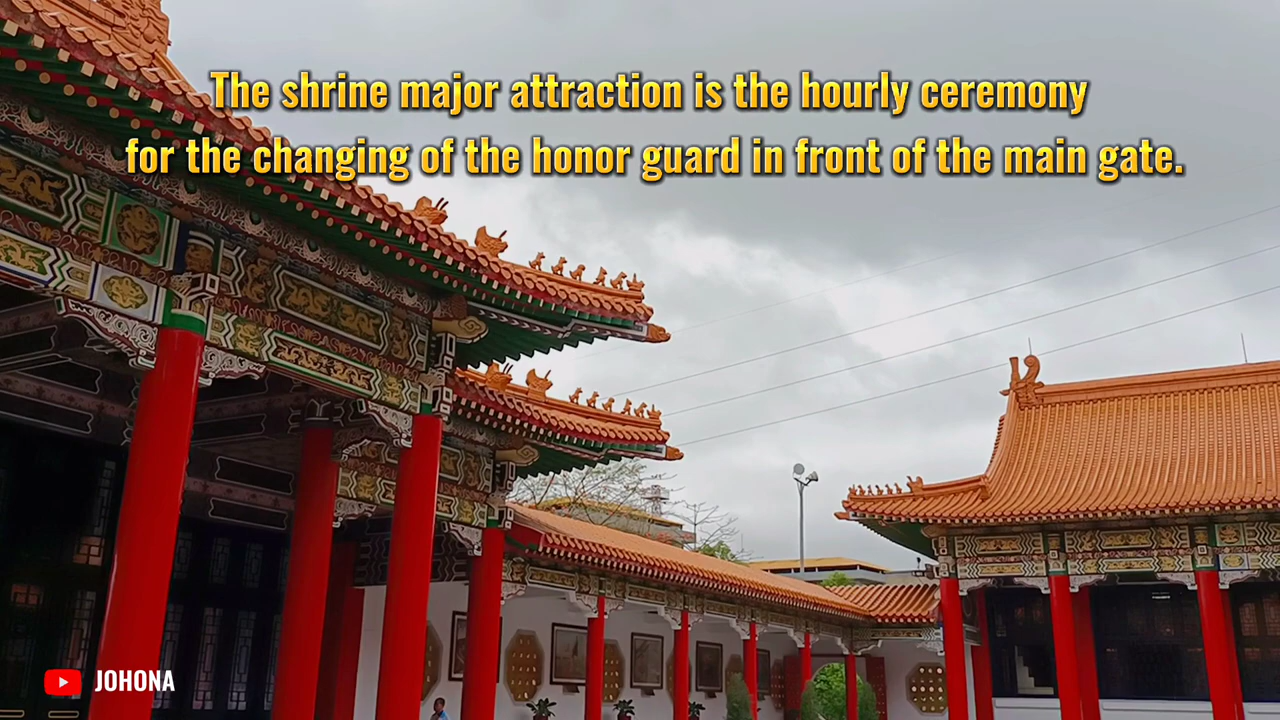 The shrine major attraction is the hourly ceremony
for the changing of the honor guard in front of the main gate.
JOHONA